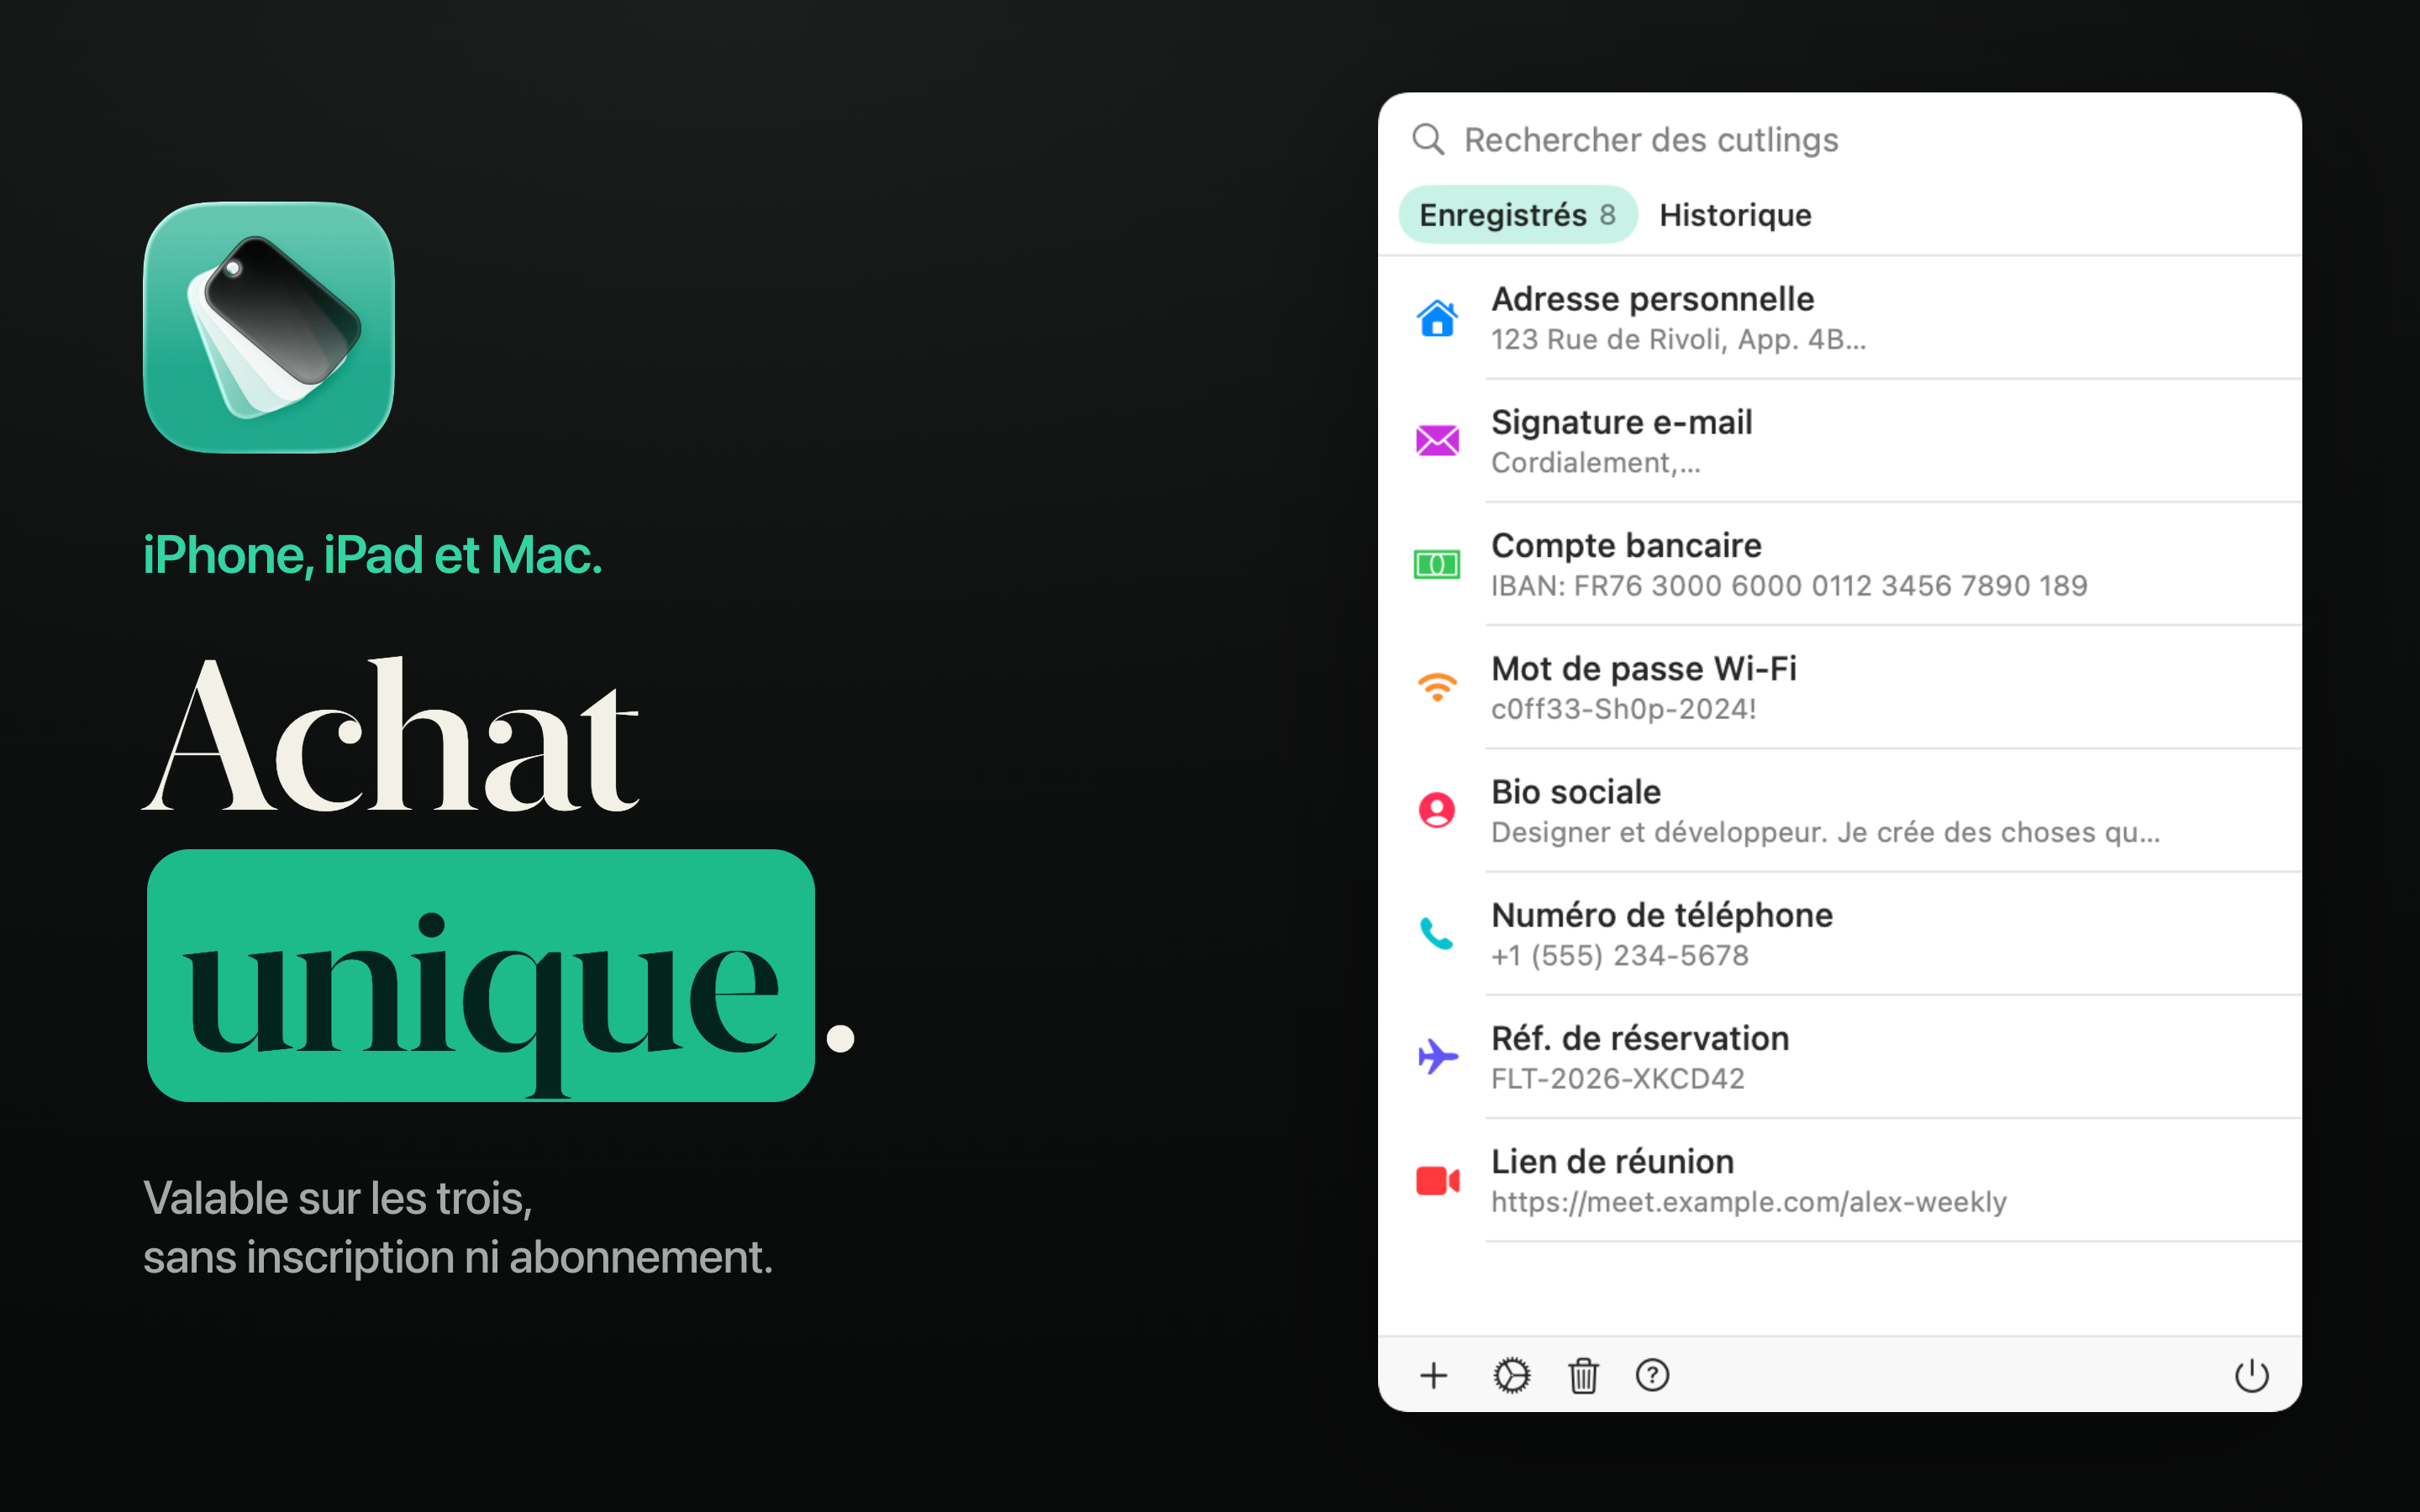 iPhone, iPad et Mac.
Achat
unique.
Valable sur les trois,
sans inscription ni abonnement.
Rechercher des cutlings
Enregistrés 8 Historique
Adresse personnelle
123 Rue de Rivoli, App. 4B...
Signature e-mail
Cordialement,...
Compte bancaire
IBAN: FR76 3000 6000 0112 3456 7890 189
Mot de passe Wi-Fi
c0ff33-Sh0p-2024!
Bio sociale
Designer et développeur. Je crée des choses qu...
Numéro de téléphone
+1 (555) 234-5678
Réf. de réservation
FLT-2026-XKCD42
Lien de réunion
https://meet.example.com/alex-weekly